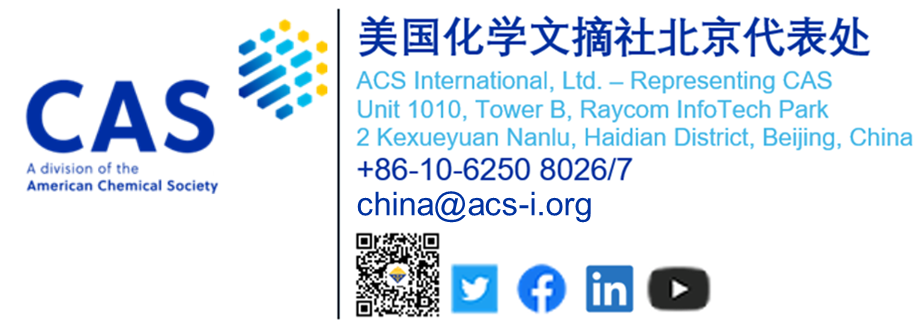 CAS
A division of the
American Chemical Society
美国化学文摘社北京代表处
ACS International, Ltd. – Representing CAS
Unit 1010, Tower B, Raycom InfoTech Park
2 Kexueyuan Nanlu, Haidian District, Beijing, China
+86-10-6250 8026/7
china@acs-i.org